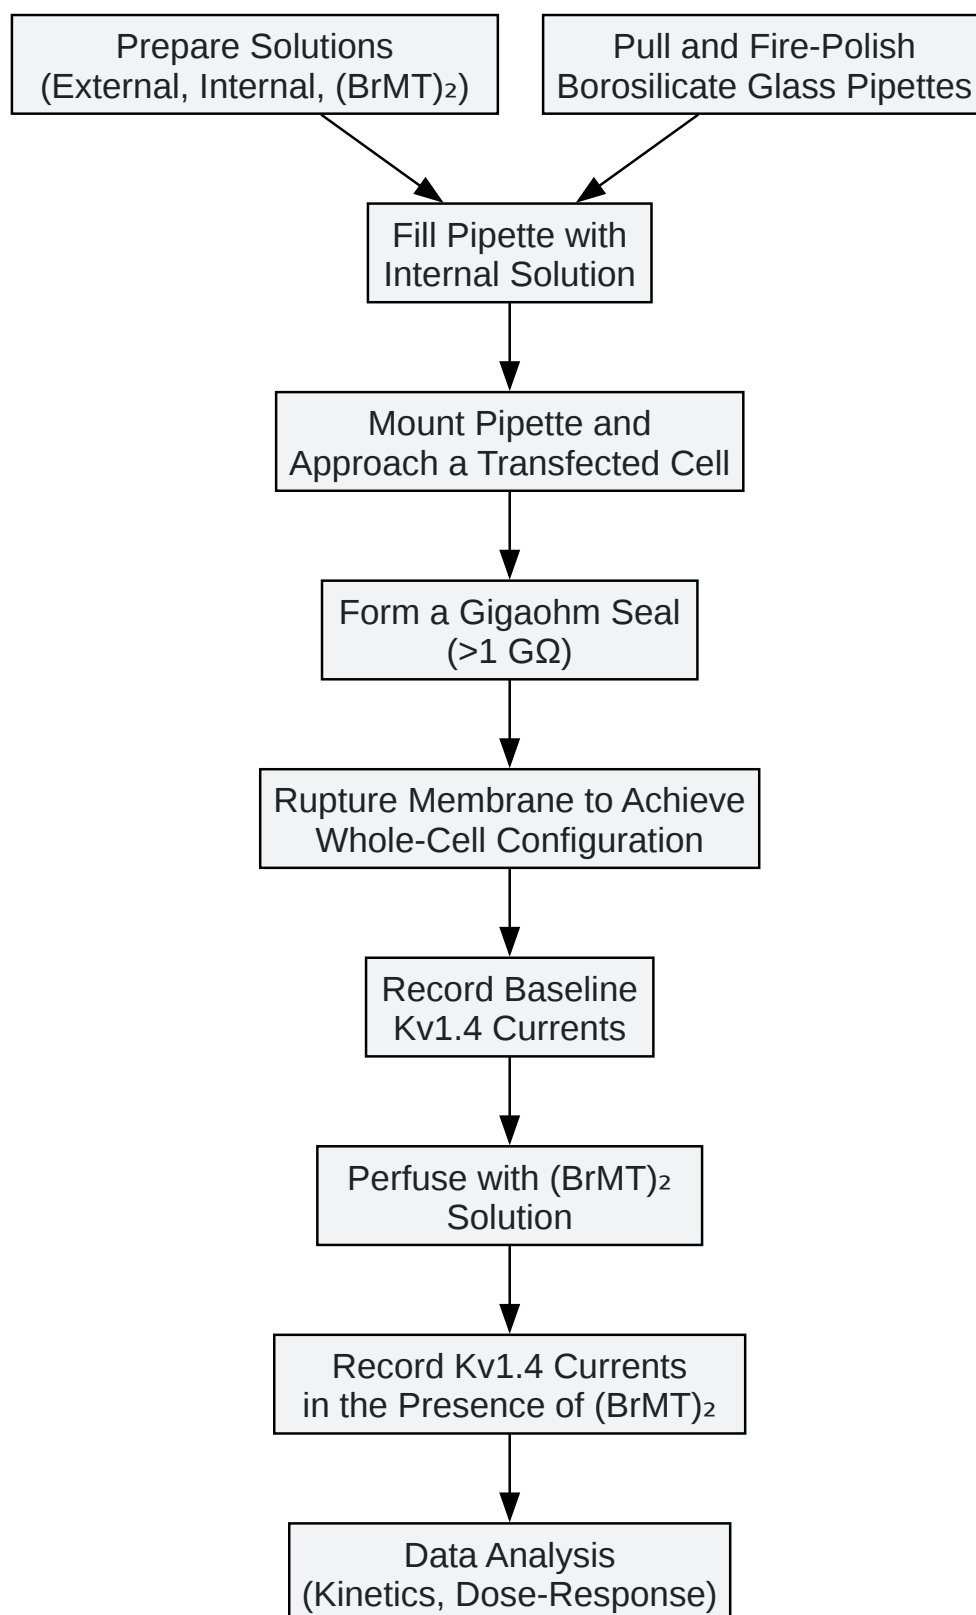 Prepare Solutions
(External, Internal, (BrMT)₂)
Pull and Fire-Polish
Borosilicate Glass Pipettes
Fill Pipette with
Internal Solution
Mount Pipette and
Approach a Transfected Cell
Form a Gigaohm Seal
(>1 GΩ)
Rupture Membrane to Achieve
Whole-Cell Configuration
Record Baseline
Kv1.4 Currents
Perfuse with (BrMT)₂
Solution
Record Kv1.4 Currents
in the Presence of (BrMT)₂
Data Analysis
(Kinetics, Dose-Response)